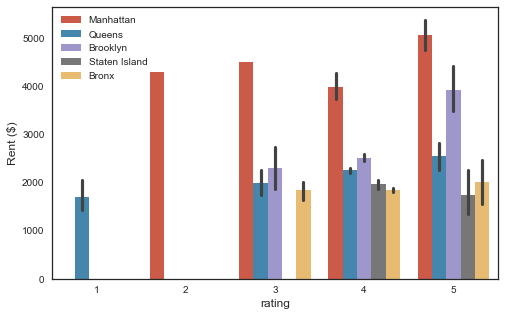 Manhattan
Queens
Brooklyn
Staten Island
Bronx
Rent ($)
5000
4000
3000
2000
1000
0
1 2 3 4 5
rating